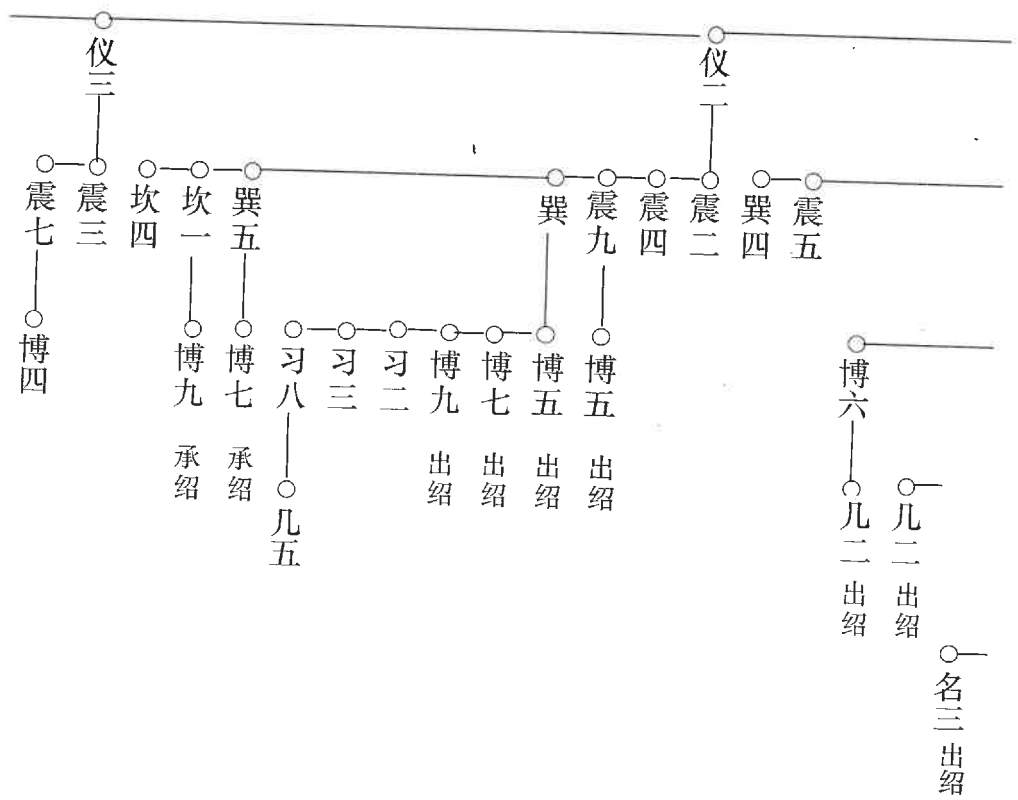 仪三
仪二
震七
震三
坎四
坎一
巽五
巽
震九
震四
震二
巽四
震五
博四
博九 承绍
博七 承绍
习八
习三
习二
博九 出绍
博七 出绍
博五 出绍
博五 出绍
博六
几五
几二 出绍
几二 出绍
名三 出绍